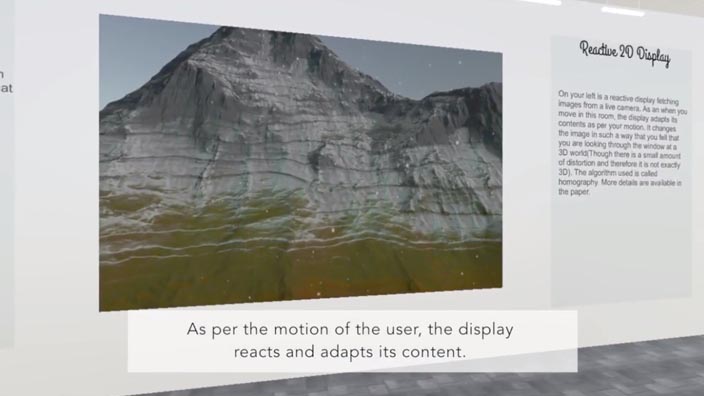 at
Reactive 2D Display
On your left is a reactive display fetching
images from a live camera. As an when you
move in this room, the display adapts its
contents as per your motion. It changes
the image in such a way that you fell that
you are looking through the window at a
3D world(Though there is a small amount
of distortion and therefore it is not exactly
3D). The algorithm used is called
homography. More details are available in
the paper.
As per the motion of the user, the display
reacts and adapts its content.